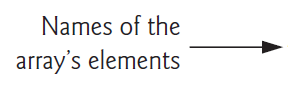 Names of the
array’s elements